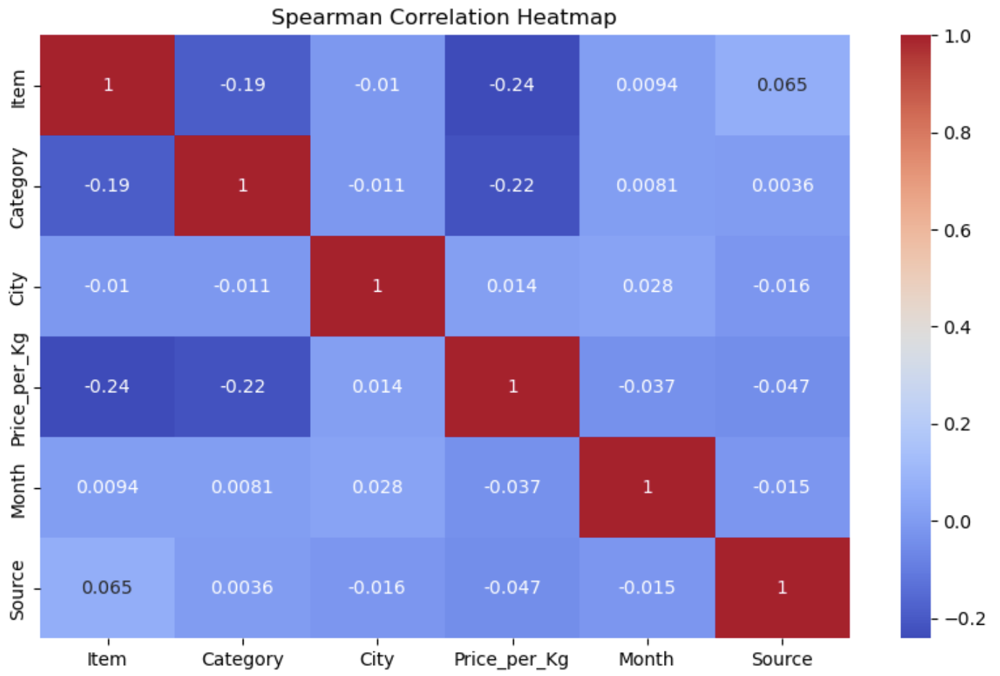 Spearman Correlation Heatmap
Item 1 -0.19 -0.01 -0.24 0.0094 0.065
Category -0.19 1 -0.011 -0.22 0.0081 0.0036
City -0.01 -0.011 1 0.014 0.028 -0.016
Price_per_Kg -0.24 -0.22 0.014 1 -0.037 -0.047
Month 0.0094 0.0081 0.028 -0.037 1 -0.015
Source 0.065 0.0036 -0.016 -0.047 -0.015 1
Item Category City Price_per_Kg Month Source
1.0
0.8
0.6
0.4
0.2
0.0
−0.2